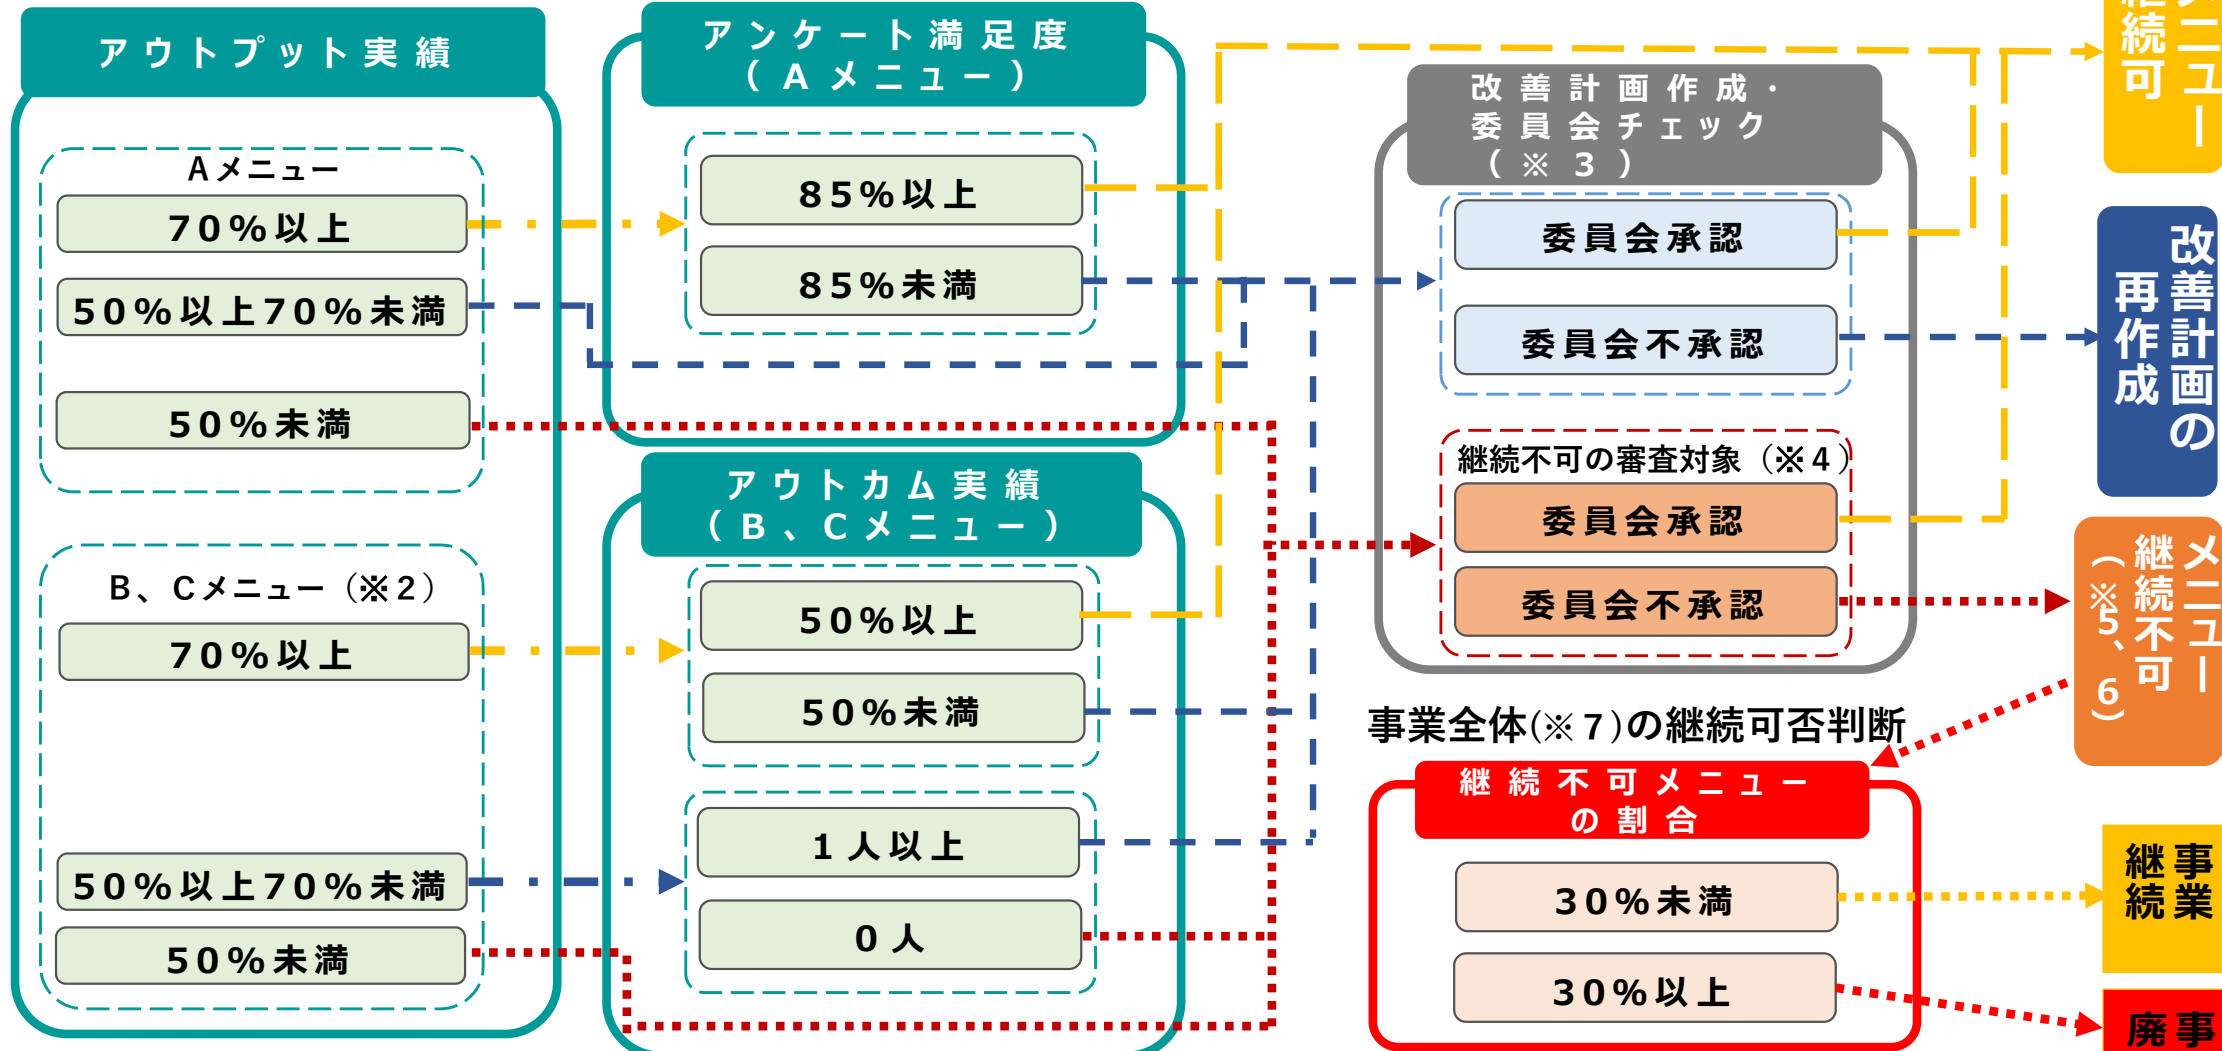 アウトプット実績
Aメニュー
70%以上
50%以上70%未満
50%未満
B、Cメニュー（※2）
70%以上
50%以上70%未満
50%未満
アンケート満足度
（Aメニュー）
85%以上
85%未満
アウトカム実績
（B、Cメニュー）
50%以上
50%未満
1人以上
0人
改善計画作成・
委員会チェック
（※3）
委員会承認
委員会不承認
継続不可の審査対象（※4）
委員会承認
委員会不承認
事業全体(※7)の継続可否判断
継続不可メニュー
の割合
30%未満
30%以上
メニュー
継続可
改善計画の
再作成
メニュー
継続不可
（※5、6）
事業
継続
事
廃